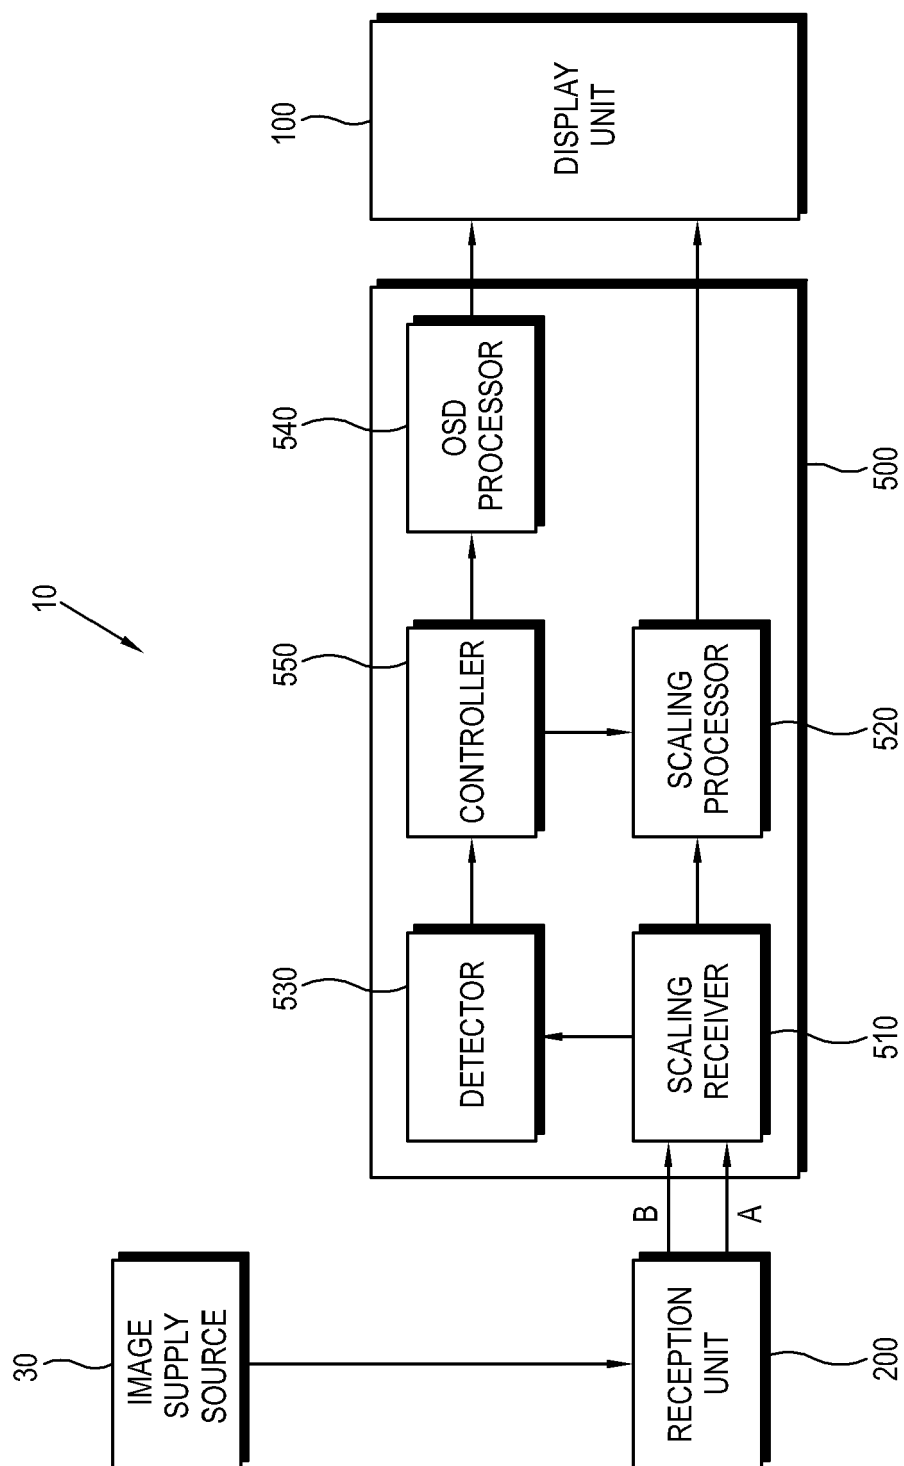 10
30
IMAGE
SUPPLY
SOURCE
200
RECEPTION
UNIT
B
A
500
530
DETECTOR
550
CONTROLLER
540
OSD
PROCESSOR
510
SCALING
RECEIVER
520
SCALING
PROCESSOR
100
DISPLAY
UNIT